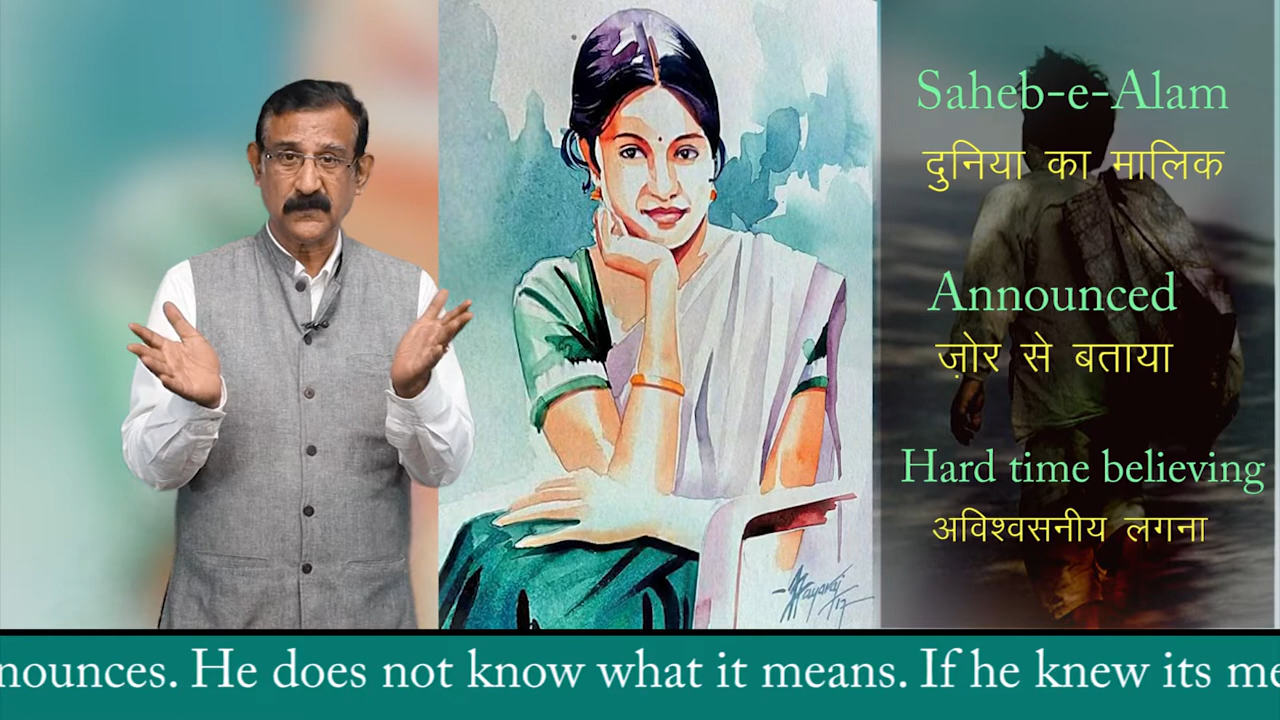 Saheb-e-Alam
दुनिया का मालिक
Announced
ज़ोर से बताया
Hard time believing
अविश्वसनीय लगना
nnounces. He does not know what it means. If he knew its me